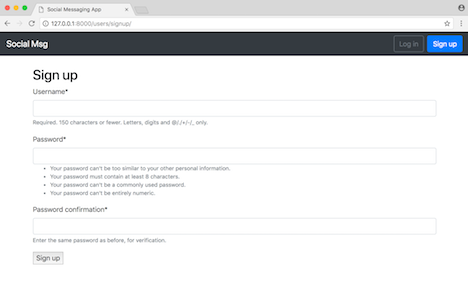 Social Messaging App
127.0.0.1:8000/users/signup/
Social Msg
Log in
Sign up
Sign up
Username*
Required. 150 characters or fewer. Letters, digits and @/./+/-/_ only.
Password*
Your password can't be too similar to your other personal information.
Your password must contain at least 8 characters.
Your password can't be a commonly used password.
Your password can't be entirely numeric.
Password confirmation*
Enter the same password as before, for verification.
Sign up